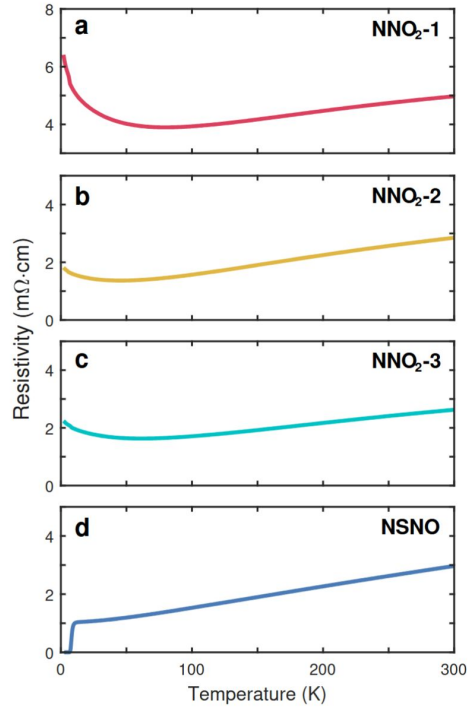 8
a
NNO₂-1
6
4
b
NNO₂-2
4
2
0
Resistivity (mΩ·cm)
c
NNO₂-3
4
2
0
d
NSNO
4
2
0
0 100 200 300
Temperature (K)